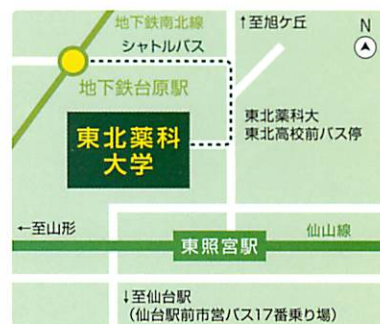 地下鉄南北線
シャトルバス
↑至旭ケ丘
N
地下鉄台原駅
東北薬科大
東北高校前バス停
東北薬科
大学
←至山形
仙山線
東照宮駅
↓至仙台駅
(仙台駅前市営バス17番乗り場)